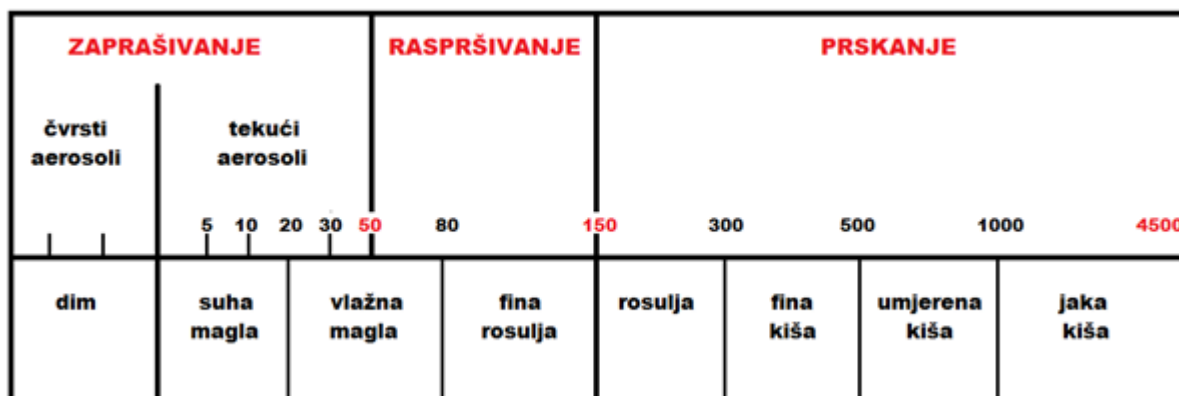 ZAPRAŠIVANJE RASPRŠIVANJE PRSKANJE
čvrsti
aerosoli
tekući
aerosoli
5 10 20 30 50 80 150 300 500 1000 4500
dim
suha
magla
vlažna
magla
fina
rosulja
rosulja
fina
kiša
umjerena
kiša
jaka
kiša